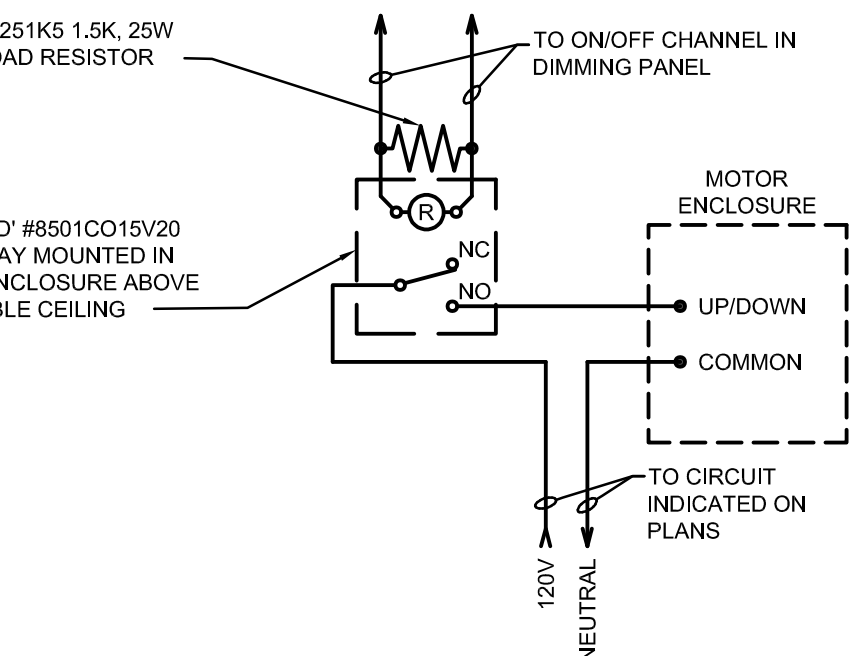 251K5 1.5K, 25W
OAD RESISTOR
TO ON/OFF CHANNEL IN
DIMMING PANEL
MOTOR
ENCLOSURE
R
D' #8501CO15V20
AY MOUNTED IN
NCLOSURE ABOVE
BLE CEILING
NC
NO
UP/DOWN
COMMON
TO CIRCUIT
INDICATED ON
PLANS
120V
NEUTRAL